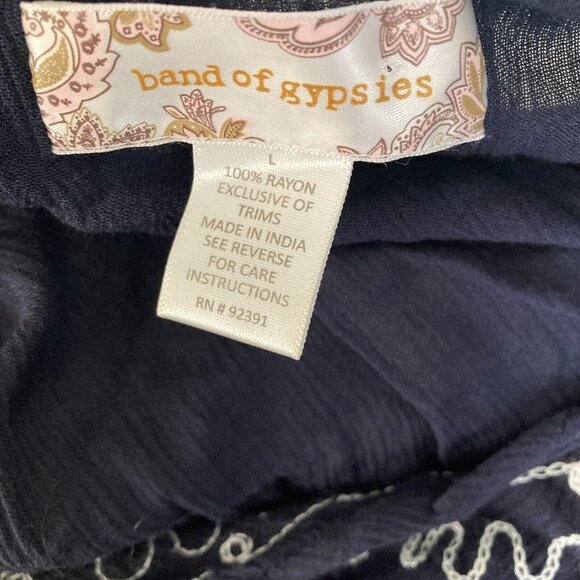 band of gypsies
L
100% RAYON
EXCLUSIVE OF
TRIMS
MADE IN INDIA
SEE REVERSE
FOR CARE
INSTRUCTIONS
RN # 92391